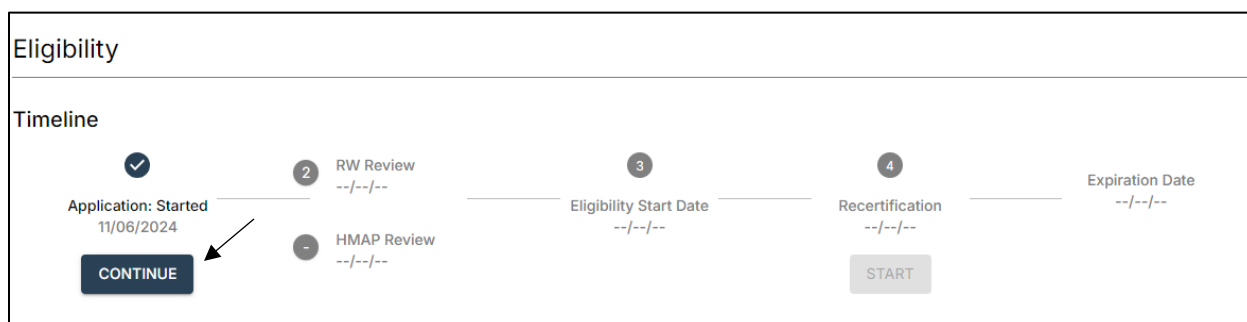 Eligibility
Timeline
Application: Started
11/06/2024
CONTINUE
2
RW Review
--/--/--
-
HMAP Review
--/--/--
3
Eligibility Start Date
--/--/--
4
Recertification
--/--/--
START
Expiration Date
--/--/--